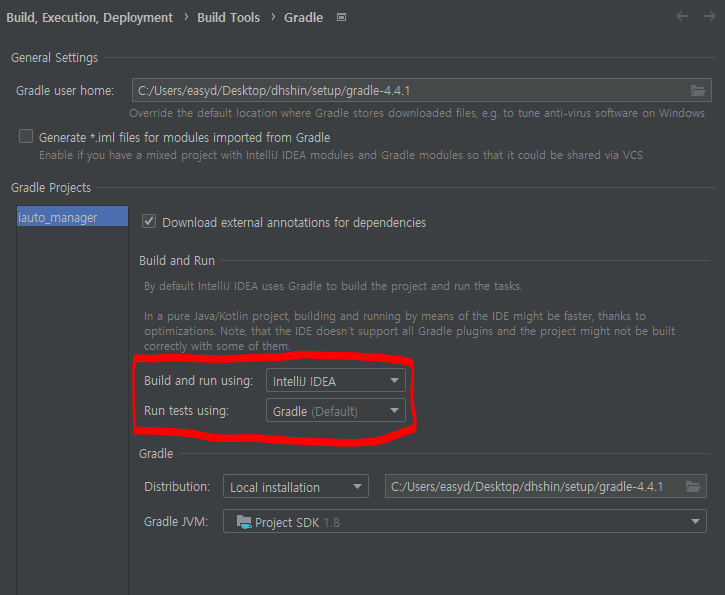 Build, Execution, Deployment › Build Tools › Gradle
General Settings
Gradle user home: C:/Users/easyd/Desktop/dhshin/setup/gradle-4.4.1
Override the default location where Gradle stores downloaded files, e.g. to tune anti-virus software on Windows
Generate *.iml files for modules imported from Gradle
Enable if you have a mixed project with IntelliJ IDEA modules and Gradle modules so that it could be shared via VCS
Gradle Projects
iauto_manager
Download external annotations for dependencies
Build and Run
By default IntelliJ IDEA uses Gradle to build the project and run the tasks.
In a pure Java/Kotlin project, building and running by means of the IDE might be faster, thanks to
optimizations. Note, that the IDE doesn't support all Gradle plugins and the project might not be built
correctly with some of them.
Build and run using: IntelliJ IDEA
Run tests using: Gradle (Default)
Gradle
Distribution: Local installation C:/Users/easyd/Desktop/dhshin/setup/gradle-4.4.1
Gradle JVM: Project SDK 1.8